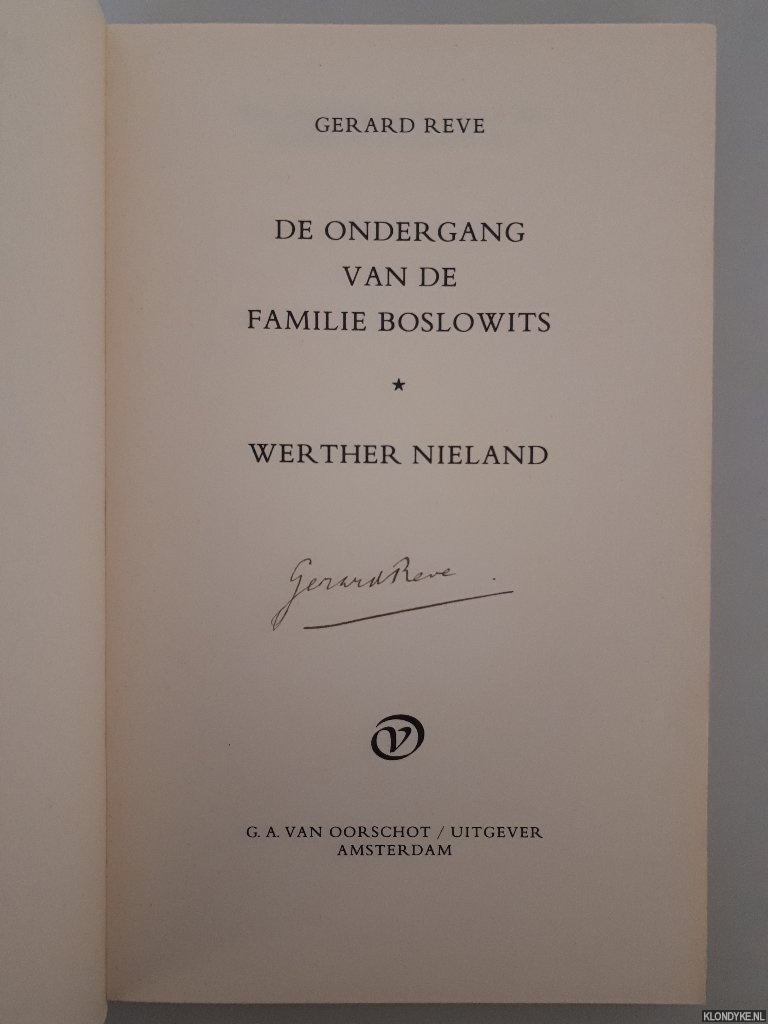 GERARD REVE
DE ONDERGANG
VAN DE
FAMILIE BOSLOWITS
★
WERTHER NIELAND
Gerard Reve.
V
G. A. VAN OORSCHOT / UITGEVER
AMSTERDAM
KLONDYKE.NL